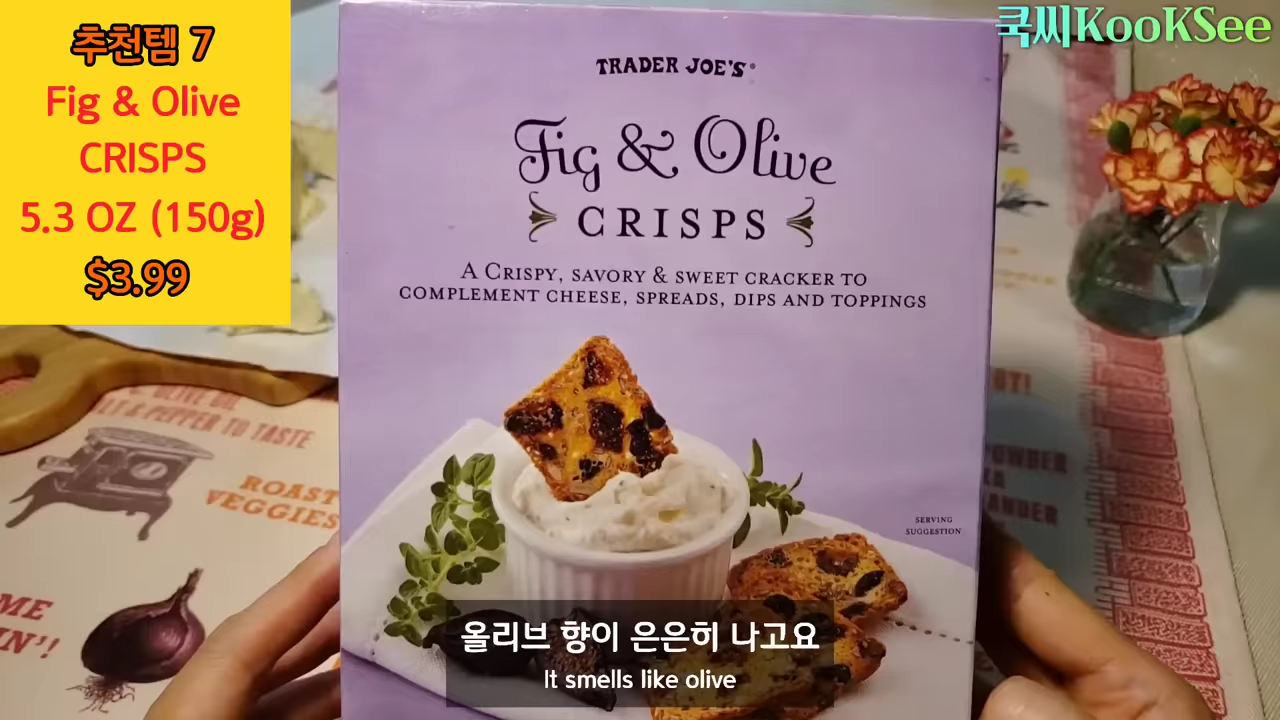 추천템 7
Fig & Olive
CRISPS
5.3 OZ (150g)
$3.99
쿡씨KooKSee
TRADER JOE'S
Fig & Olive
CRISPS
A CRISPY, SAVORY & SWEET CRACKER TO
COMPLEMENT CHEESE, SPREADS, DIPS AND TOPPINGS
SERVING
SUGGESTION
OLIVE OIL
& PEPPER TO TASTE
ROAST
VEGGIES
올리브 향이 은은히 나고요
It smells like olive